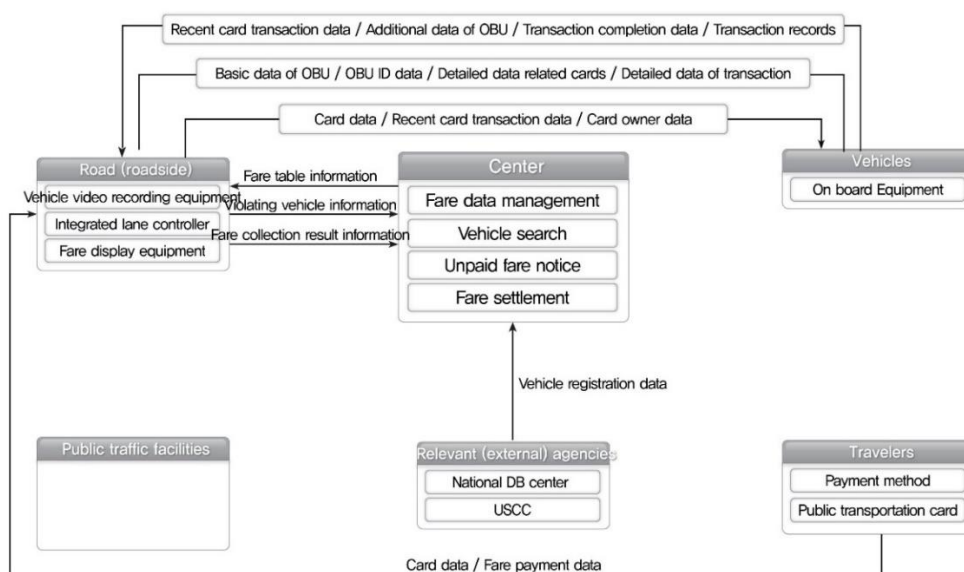 Recent card transaction data / Additional data of OBU / Transaction completion data / Transaction records
Basic data of OBU / OBU ID data / Detailed data related cards / Detailed data of transaction
Card data / Recent card transaction data / Card owner data
Road (roadside)
Vehicle video recording equipment
Integrated lane controller
Fare display equipment
Fare table information
Violating vehicle information
Fare collection result information
Center
Fare data management
Vehicle search
Unpaid fare notice
Fare settlement
Vehicles
On board Equipment
Vehicle registration data
Public traffic facilities
Relevant (external) agencies
National DB center
USCC
Travelers
Payment method
Public transportation card
Card data / Fare payment data